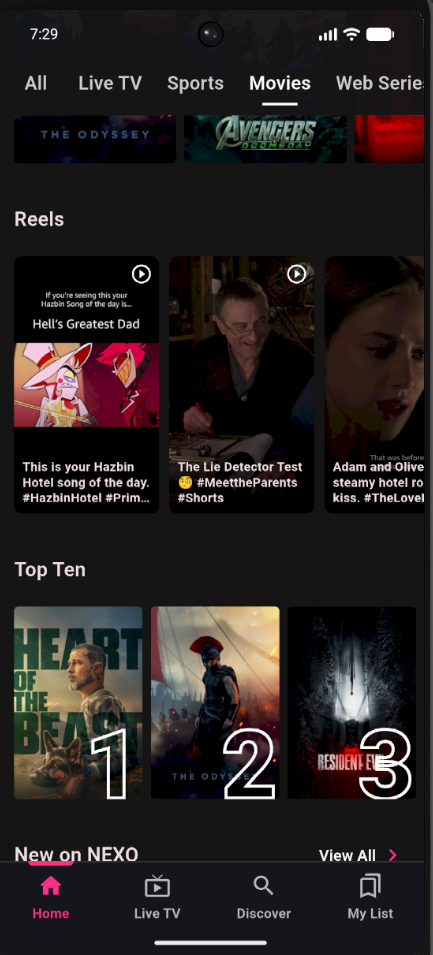 7:29
All Live TV Sports Movies Web Serie
THE ODYSSEY
AVENGERS
DOOMSDAY
Reels
If you're seeing this your
Hazbin Song of the day is...
Hell's Greatest Dad
This is your Hazbin
Hotel song of the day.
#HazbinHotel #Prim...
The Lie Detector Test
🧐 #MeettheParents
#Shorts
That was before
Adam and Olive
steamy hotel ro
kiss. #TheLove
Top Ten
HEART
OF
THE
BEAST
1
THE ODYSSE
2
RESIDENT EV
3
New on NEXO View All
Home Live TV Discover My List